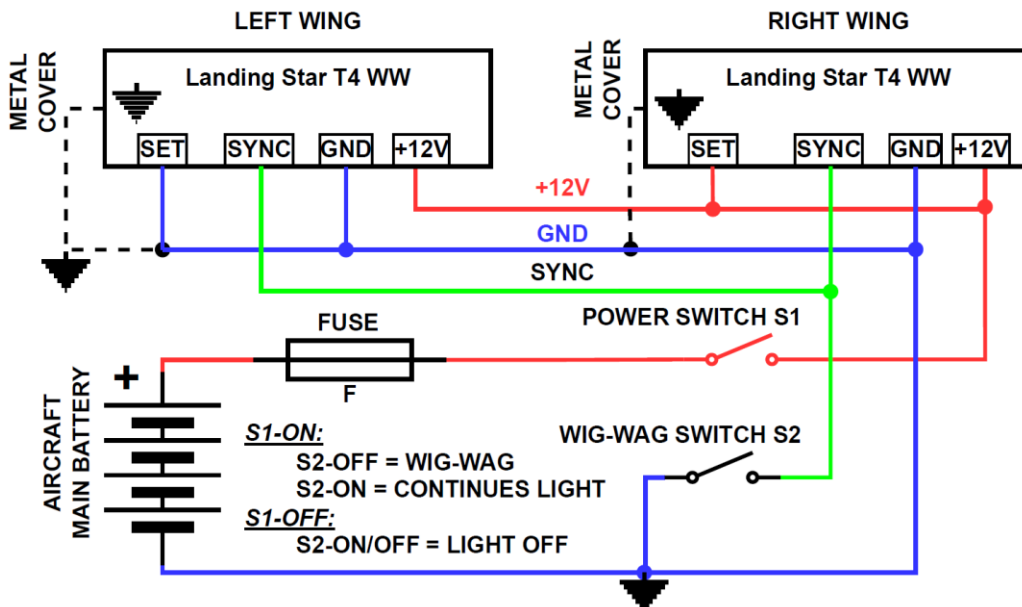 LEFT WING
RIGHT WING
METAL
COVER
Landing Star T4 WW
SET
SYNC
GND
+12V
METAL
COVER
Landing Star T4 WW
SET
SYNC
GND
+12V
+12V
GND
SYNC
FUSE
F
POWER SWITCH S1
+
AIRCRAFT
MAIN BATTERY
S1-ON:
S2-OFF = WIG-WAG
S2-ON = CONTINUES LIGHT
S1-OFF:
S2-ON/OFF = LIGHT OFF
WIG-WAG SWITCH S2